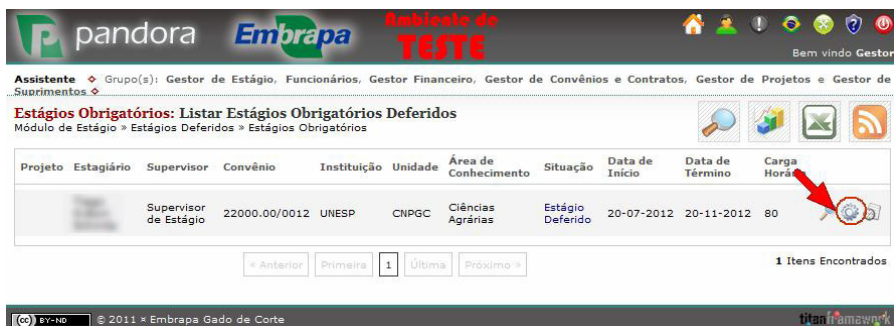 pandora Embrapa Ambiente de TESTE
Bem vindo Gestor
Assistente Grupo(s): Gestor de Estágio, Funcionários, Gestor Financeiro, Gestor de Convênios e Contratos, Gestor de Projetos e Gestor de
Suprimentos
Estágios Obrigatórios: Listar Estágios Obrigatórios Deferidos
Módulo de Estágio » Estágios Deferidos » Estágios Obrigatórios
Projeto Estagiário Supervisor Convênio Instituição Unidade Área de Conhecimento Situação Data de Início Data de Término Carga
Supervisor de Estágio 22000.00/0012 UNESP CNPGC Ciências Agrárias Estágio Deferido 20-07-2012 20-11-2012 80
« Anterior Primeira 1 Última Próximo »
1 Itens Encontrados
(cc) BY-ND © 2011 × Embrapa Gado de Corte
titanframework